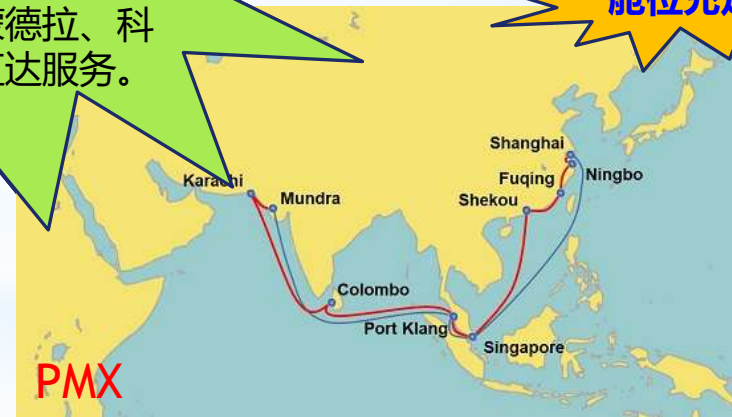 德拉、科
达服务。
Shanghai
Ningbo
Fuqing
Shekou
Karachi
Mundra
Colombo
Port Klang
Singapore
PMX